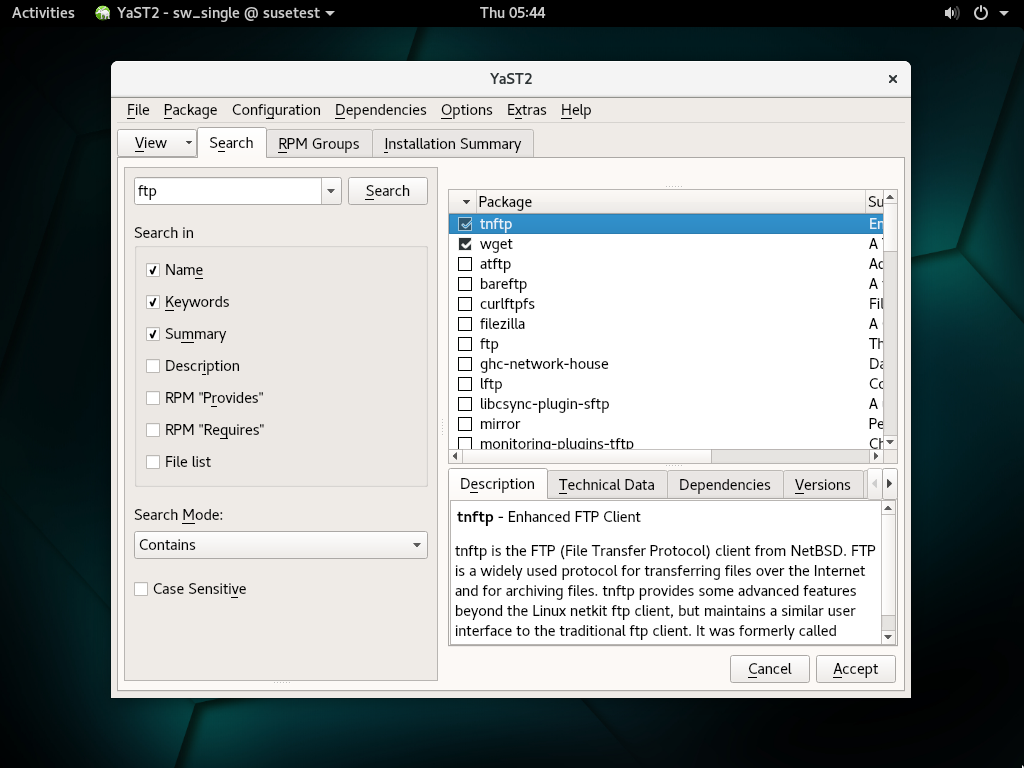 Activities YaST2 - sw_single @ susetest Thu 05:44
YaST2
File Package Configuration Dependencies Options Extras Help
View Search RPM Groups Installation Summary
ftp Search
Search in
Name
Keywords
Summary
Description
RPM "Provides"
RPM "Requires"
File list
Search Mode:
Contains
Case Sensitive
Package Su
tnftp En
wget A
atftp Ac
bareftp A
curlftpfs Fil
filezilla A
ftp Th
ghc-network-house Da
lftp Co
libcsync-plugin-sftp A
mirror Pe
monitoring-plugins-tftp Ch
Description Technical Data Dependencies Versions
tnftp - Enhanced FTP Client
tnftp is the FTP (File Transfer Protocol) client from NetBSD. FTP
is a widely used protocol for transferring files over the Internet
and for archiving files. tnftp provides some advanced features
beyond the Linux netkit ftp client, but maintains a similar user
interface to the traditional ftp client. It was formerly called
Cancel Accept